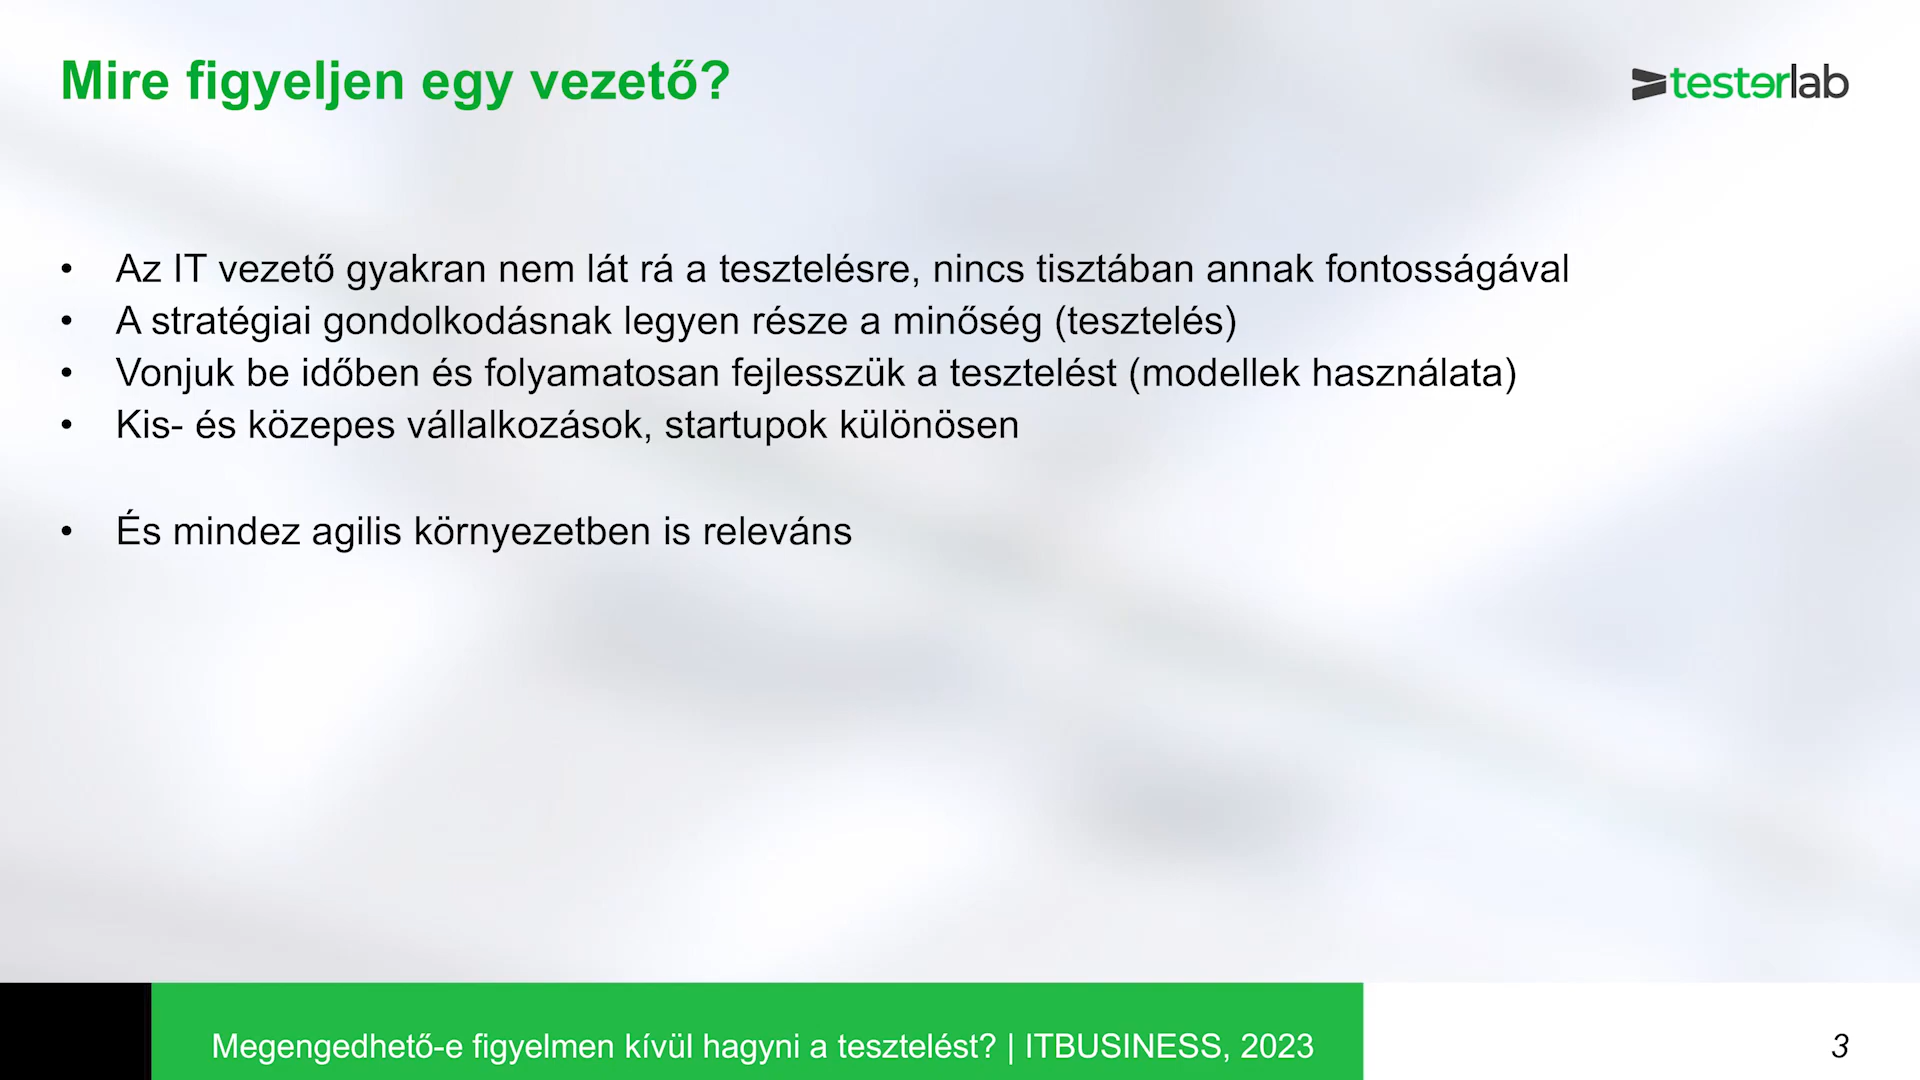 Mire figyeljen egy vezető?
testerlab
• Az IT vezető gyakran nem lát rá a tesztelésre, nincs tisztában annak fontosságával
• A stratégiai gondolkodásnak legyen része a minőség (tesztelés)
• Vonjuk be időben és folyamatosan fejlesszük a tesztelést (modellek használata)
• Kis- és közepes vállalkozások, startupok különösen
• És mindez agilis környezetben is releváns
Megengedhető-e figyelmen kívül hagyni a tesztelést? | ITBUSINESS, 2023
3